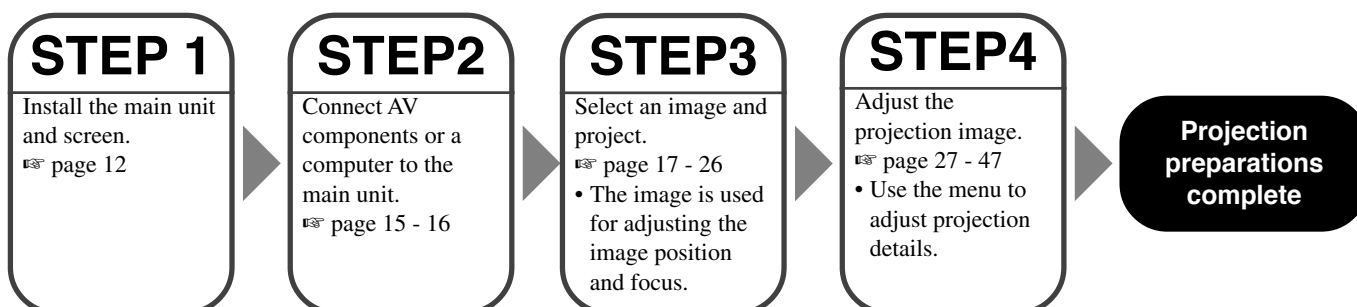 STEP 1
Install the main unit
and screen.
☞ page 12
STEP2
Connect AV
components or a
computer to the
main unit.
☞ page 15 - 16
STEP3
Select an image and
project.
☞ page 17 - 26
• The image is used
for adjusting the
image position
and focus.
STEP4
Adjust the
projection image.
☞ page 27 - 47
• Use the menu to
adjust projection
details.
Projection
preparations
complete